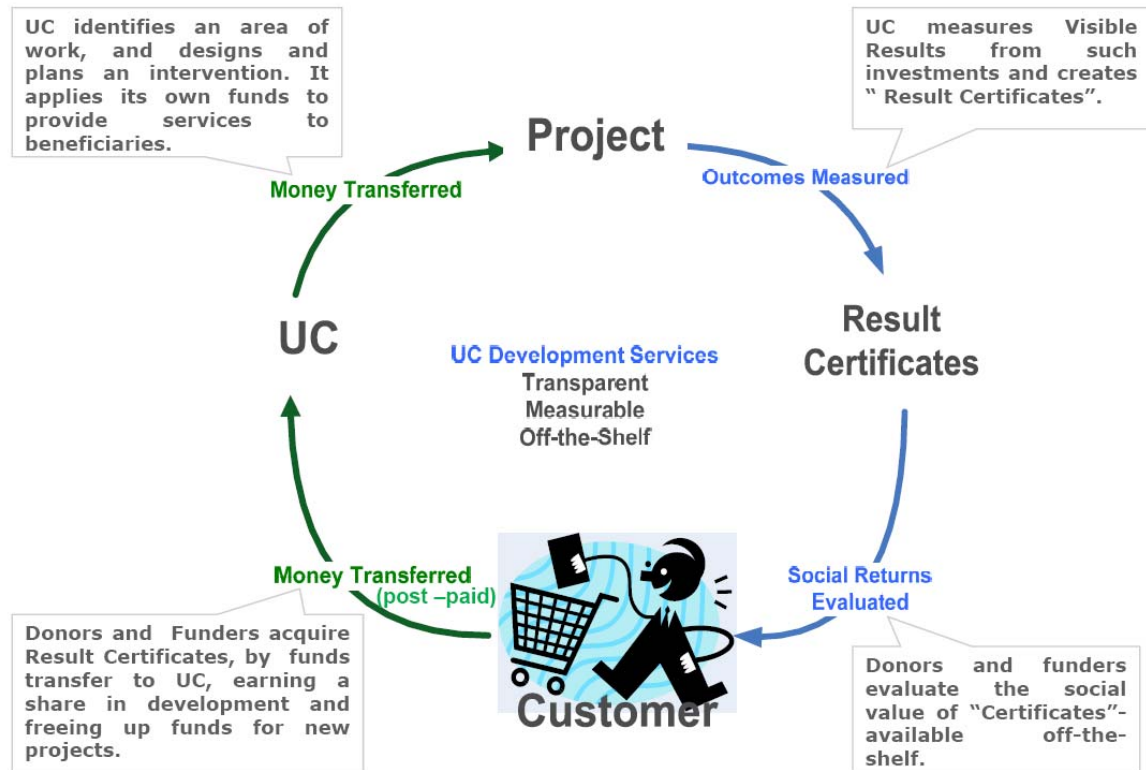 UC identifies an area of
work, and designs and
plans an intervention. It
applies its own funds to
provide services to
beneficiaries.
UC measures Visible
Results from such
investments and creates
“ Result Certificates”.
Project
Money Transferred
Outcomes Measured
UC
Result
Certificates
UC Development Services
Transparent
Measurable
Off-the-Shelf
Money Transferred
(post –paid)
Social Returns
Evaluated
Customer
Donors and Funders acquire
Result Certificates, by funds
transfer to UC, earning a
share in development and
freeing up funds for new
projects.
Donors and funders
evaluate the social
value of “Certificates”-
available off-the-
shelf.